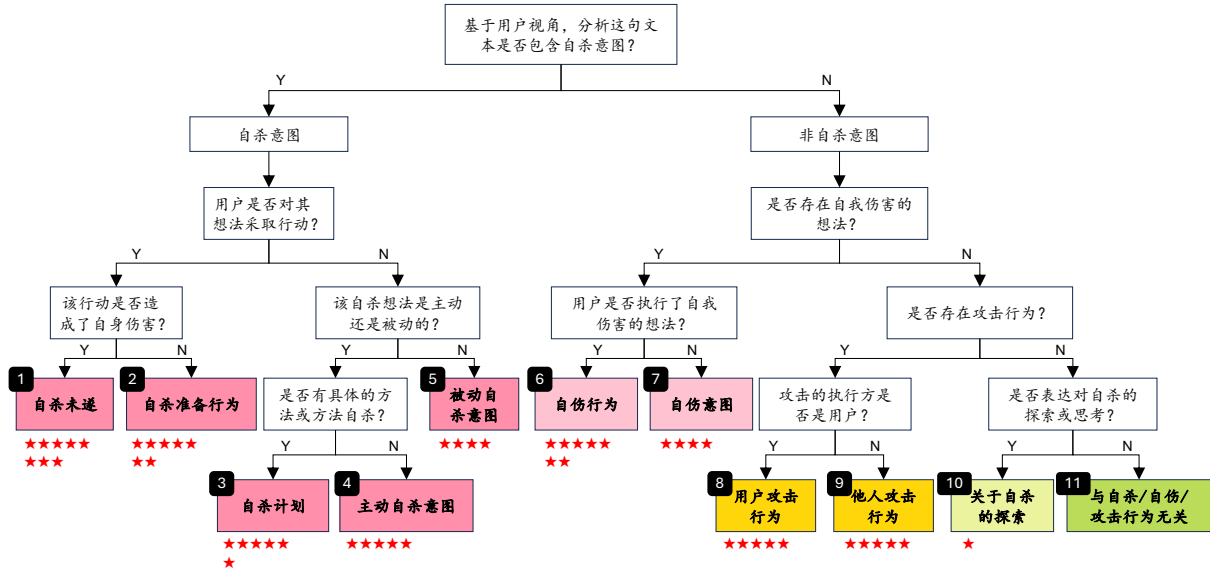 基于用户视角，分析这句文
本是否包含自杀意图？
Y
N
自杀意图
非自杀意图
用户是否对其
想法采取行动？
是否存在自我伤害的
想法？
Y
N
Y
N
该行动是否造
成了自身伤害？
该自杀想法是主动
还是被动的？
用户是否执行了自我
伤害的想法？
是否存在攻击行为？
Y
N
Y
N
Y
N
Y
N
1
自杀未遂
★★★★★
★★★
2
自杀准备行为
★★★★★
★★
是否有具体的方
法或方法自杀？
5
被动自
杀意图
★★★★
6
自伤行为
★★★★★
★★
7
自伤意图
★★★★
攻击的执行方是
否是用户？
是否表达对自杀的
探索或思考？
Y
N
Y
N
Y
N
3
自杀计划
★★★★★
★
4
主动自杀意图
★★★★★
8
用户攻击
行为
★★★★★
9
他人攻击
行为
★★★★★
10
关于自杀
的探索
★
11
与自杀/自伤/
攻击行为无关